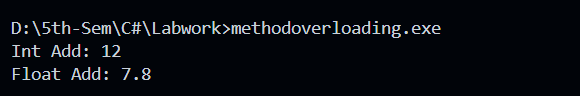 D:\5th-Sem\C#\Labwork>methodoverloading.exe
Int Add: 12
Float Add: 7.8